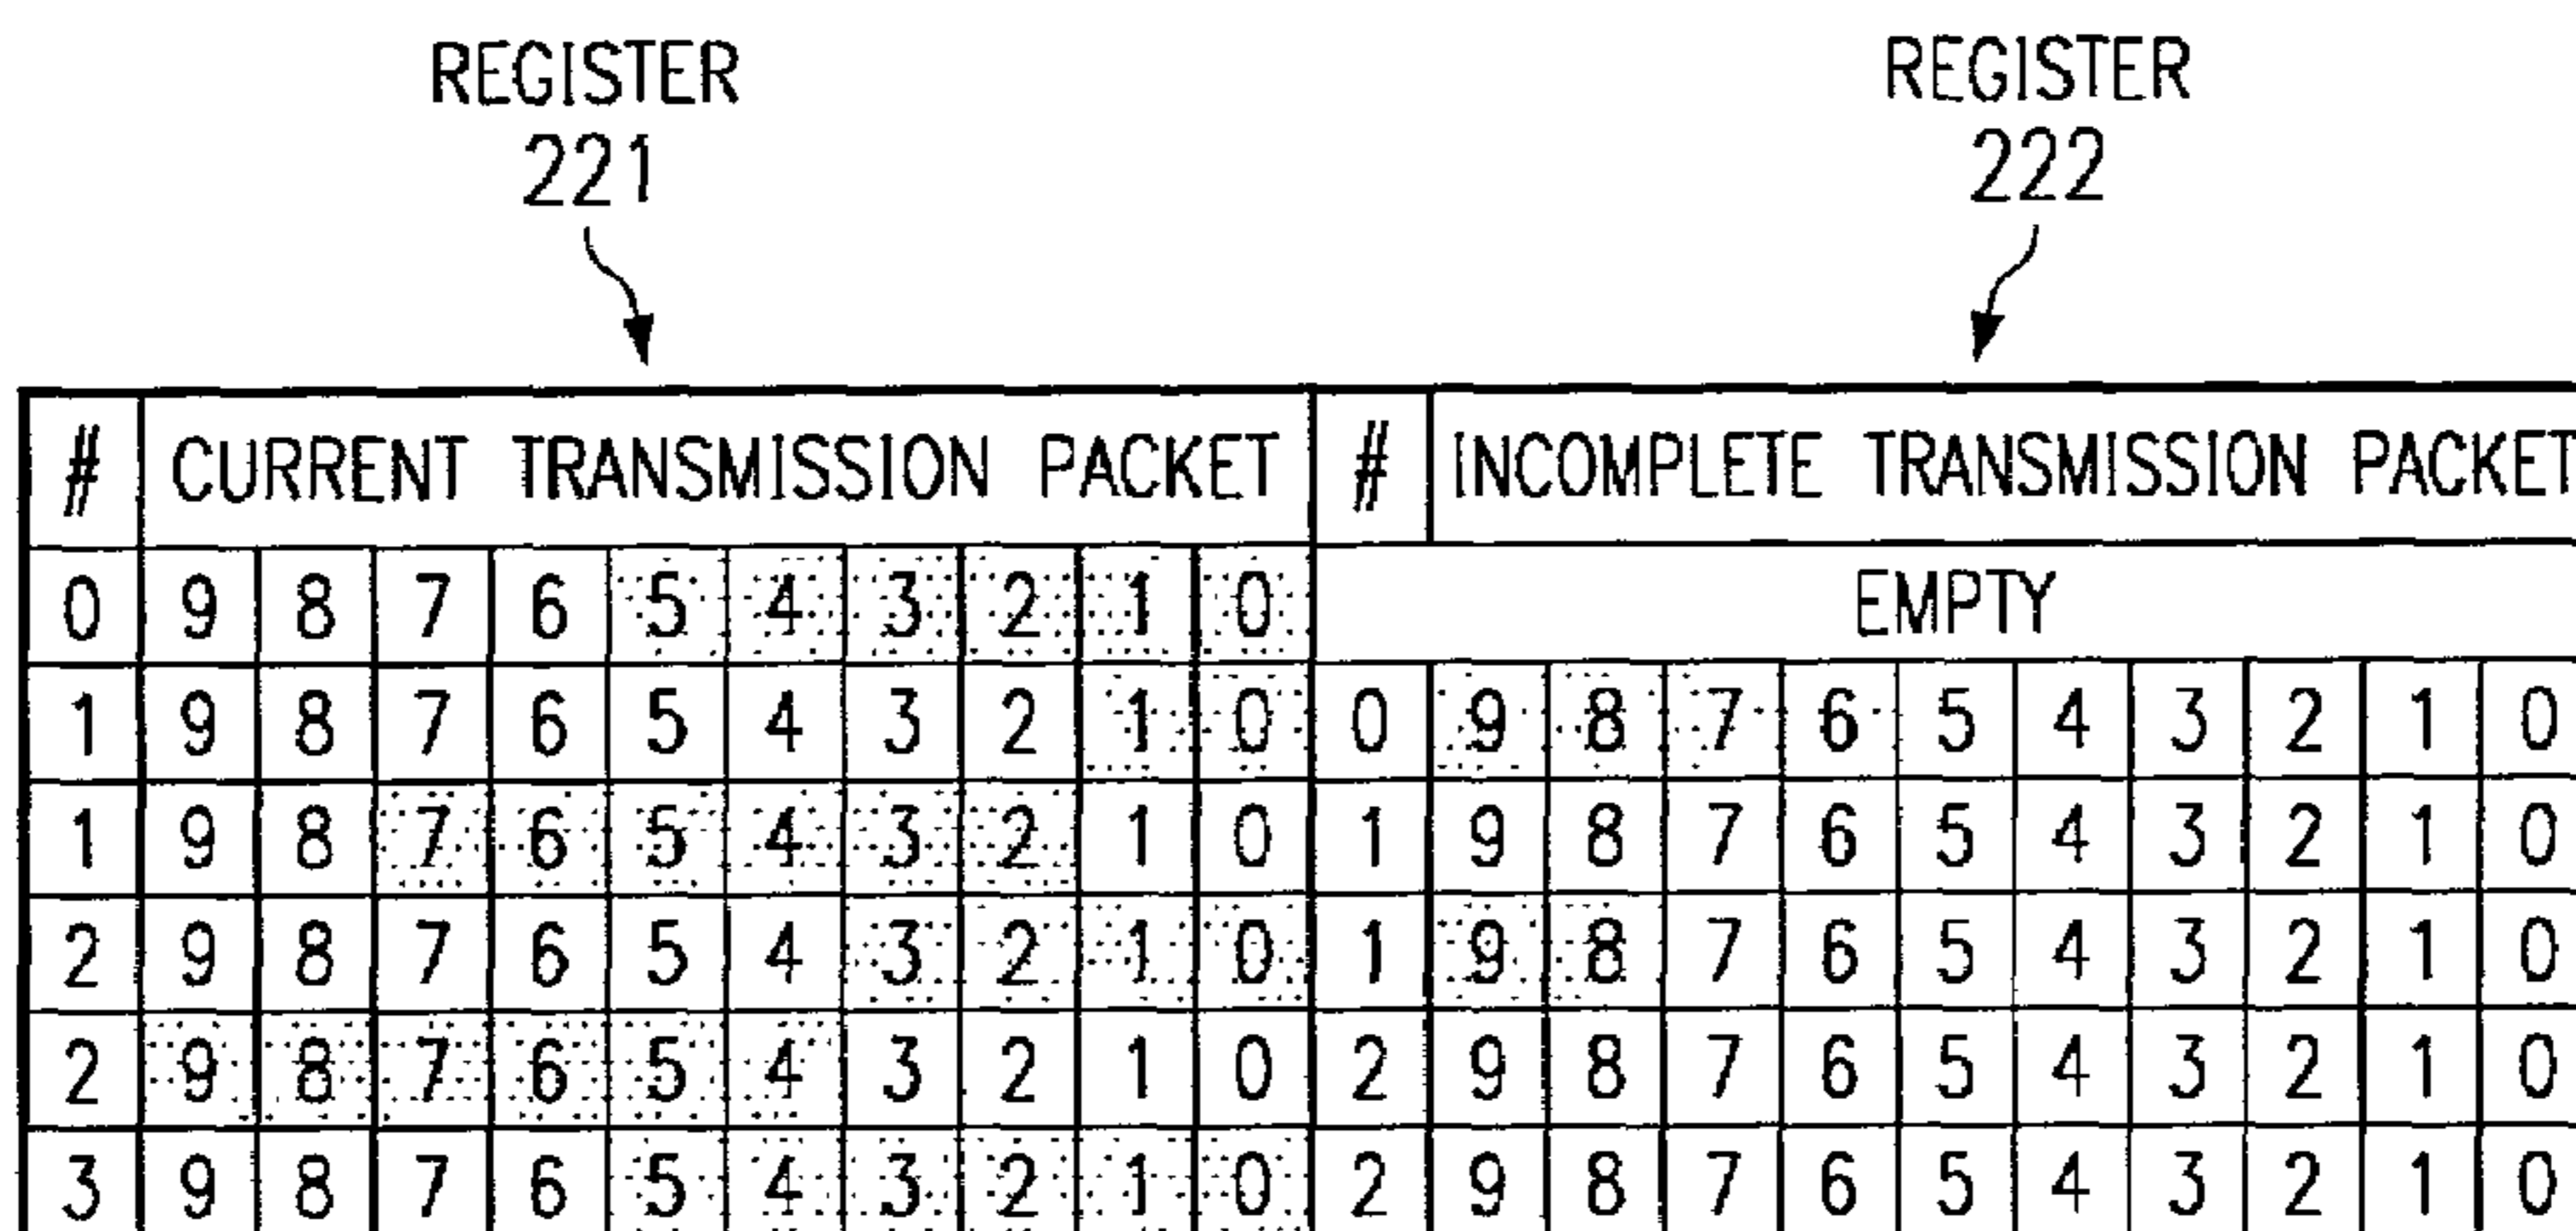 REGISTER
221
REGISTER
222
# CURRENT TRANSMISSION PACKET # INCOMPLETE TRANSMISSION PACKET
0 9 8 7 6 5 4 3 2 1 0 EMPTY
1 9 8 7 6 5 4 3 2 1 0 0 9 8 7 6 5 4 3 2 1 0
1 9 8 7 6 5 4 3 2 1 0 1 9 8 7 6 5 4 3 2 1 0
2 9 8 7 6 5 4 3 2 1 0 1 9 8 7 6 5 4 3 2 1 0
2 9 8 7 6 5 4 3 2 1 0 2 9 8 7 6 5 4 3 2 1 0
3 9 8 7 6 5 4 3 2 1 0 2 9 8 7 6 5 4 3 2 1 0